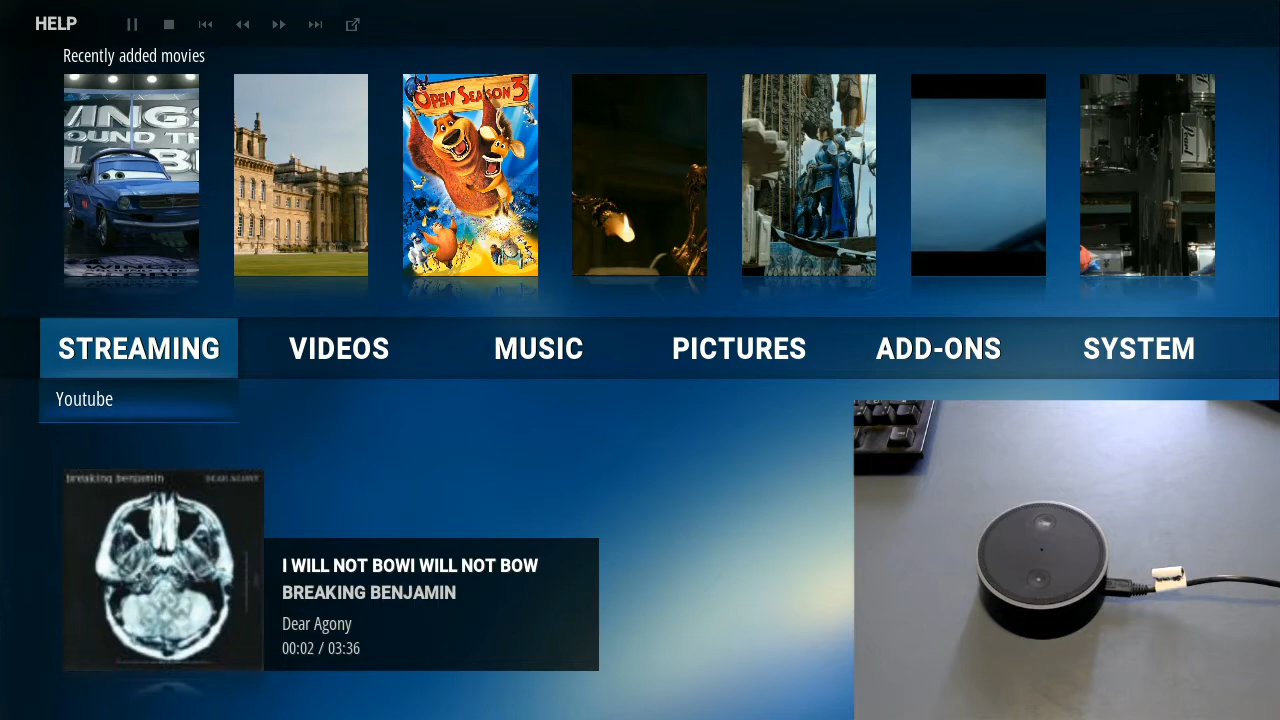 HELP
Recently added movies
OPEN SEASON 3
STREAMING
VIDEOS
MUSIC
PICTURES
ADD-ONS
SYSTEM
Youtube
breaking benjamin
DEAR AGONY
I WILL NOT BOWI WILL NOT BOW
BREAKING BENJAMIN
Dear Agony
00:02 / 03:36